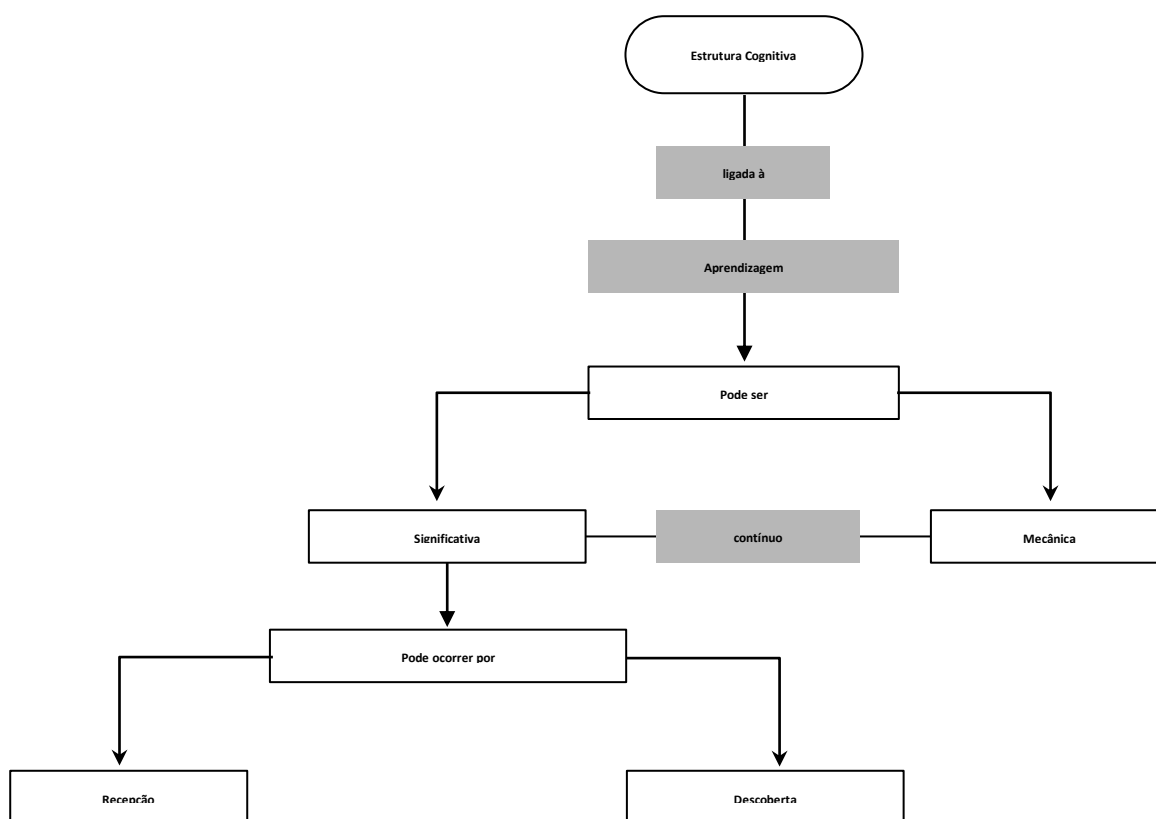 Estrutura Cognitiva
ligada à
Aprendizagem
Pode ser
Significativa
contínuo
Mecânica
Pode ocorrer por
Recepção
Descoberta